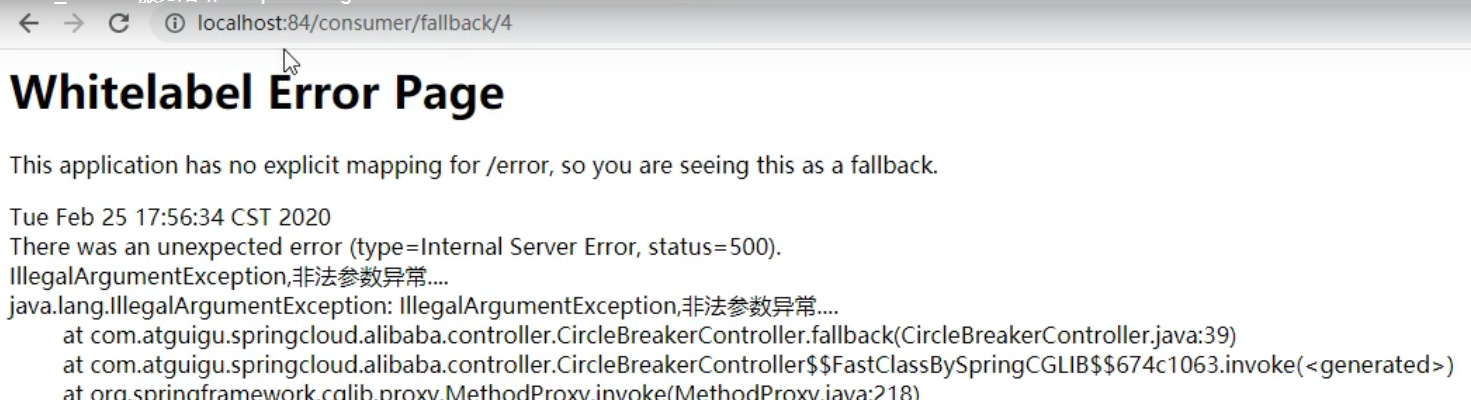 localhost:84/consumer/fallback/4
Whitelabel Error Page
This application has no explicit mapping for /error, so you are seeing this as a fallback.
Tue Feb 25 17:56:34 CST 2020
There was an unexpected error (type=Internal Server Error, status=500).
IllegalArgumentException,非法参数异常....
java.lang.IllegalArgumentException: IllegalArgumentException,非法参数异常....
at com.atguigu.springcloud.alibaba.controller.CircleBreakerController.fallback(CircleBreakerController.java:39)
at com.atguigu.springcloud.alibaba.controller.CircleBreakerController$$FastClassBySpringCGLIB$$674c1063.invoke(<generated>)
at org.springframework.cglib.proxy.MethodProxy.invoke(MethodProxy.java:218)